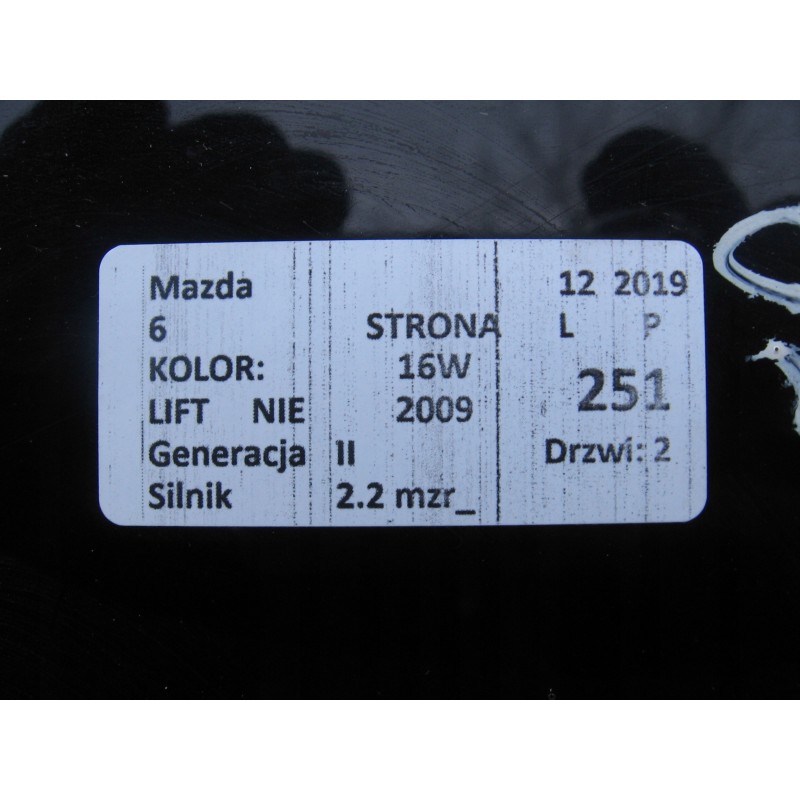 Mazda 12 2019
6 STRONA L P
KOLOR: 16W
LIFT NIE 2009 251
Generacja II Drzwi: 2
Silnik 2.2 mzr_